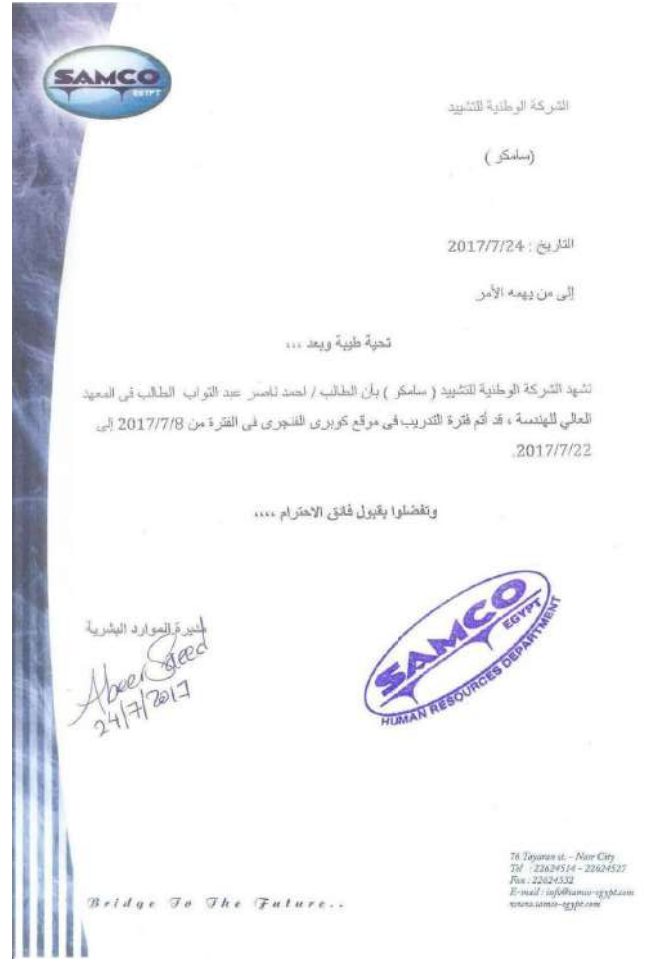 SAMCO
EGYPT
الشركة الوطنية للتشييد
(سامكو )
التاريخ : 2017/7/24
إلى من يهمه الأمر
تحية طيبة وبعد ،،،
تشهد الشركة الوطنية للتشييد ( سامكو ) بأن الطالب / احمد ناصر عبد التواب الطالب فى المعهد
العالي للهندسة ، قد أتم فترة التدريب فى موقع كوبرى الفنجرى فى الفترة من 2017/7/8 إلى
2017/7/22.
وتفضلوا بقبول فائق الاحترام ،،،،
مديرة الموارد البشرية
Abeer Saeed
24/7/2017
SAMCO
EGYPT
HUMAN RESOURCES DEPARTMENT
76 Tayaran st. - Nasr City
Tel : 22624514 - 22624527
Fax : 22624532
E-mail : info@samco-egypt.com
www.samco-egypt.com
Bridge To The Future..